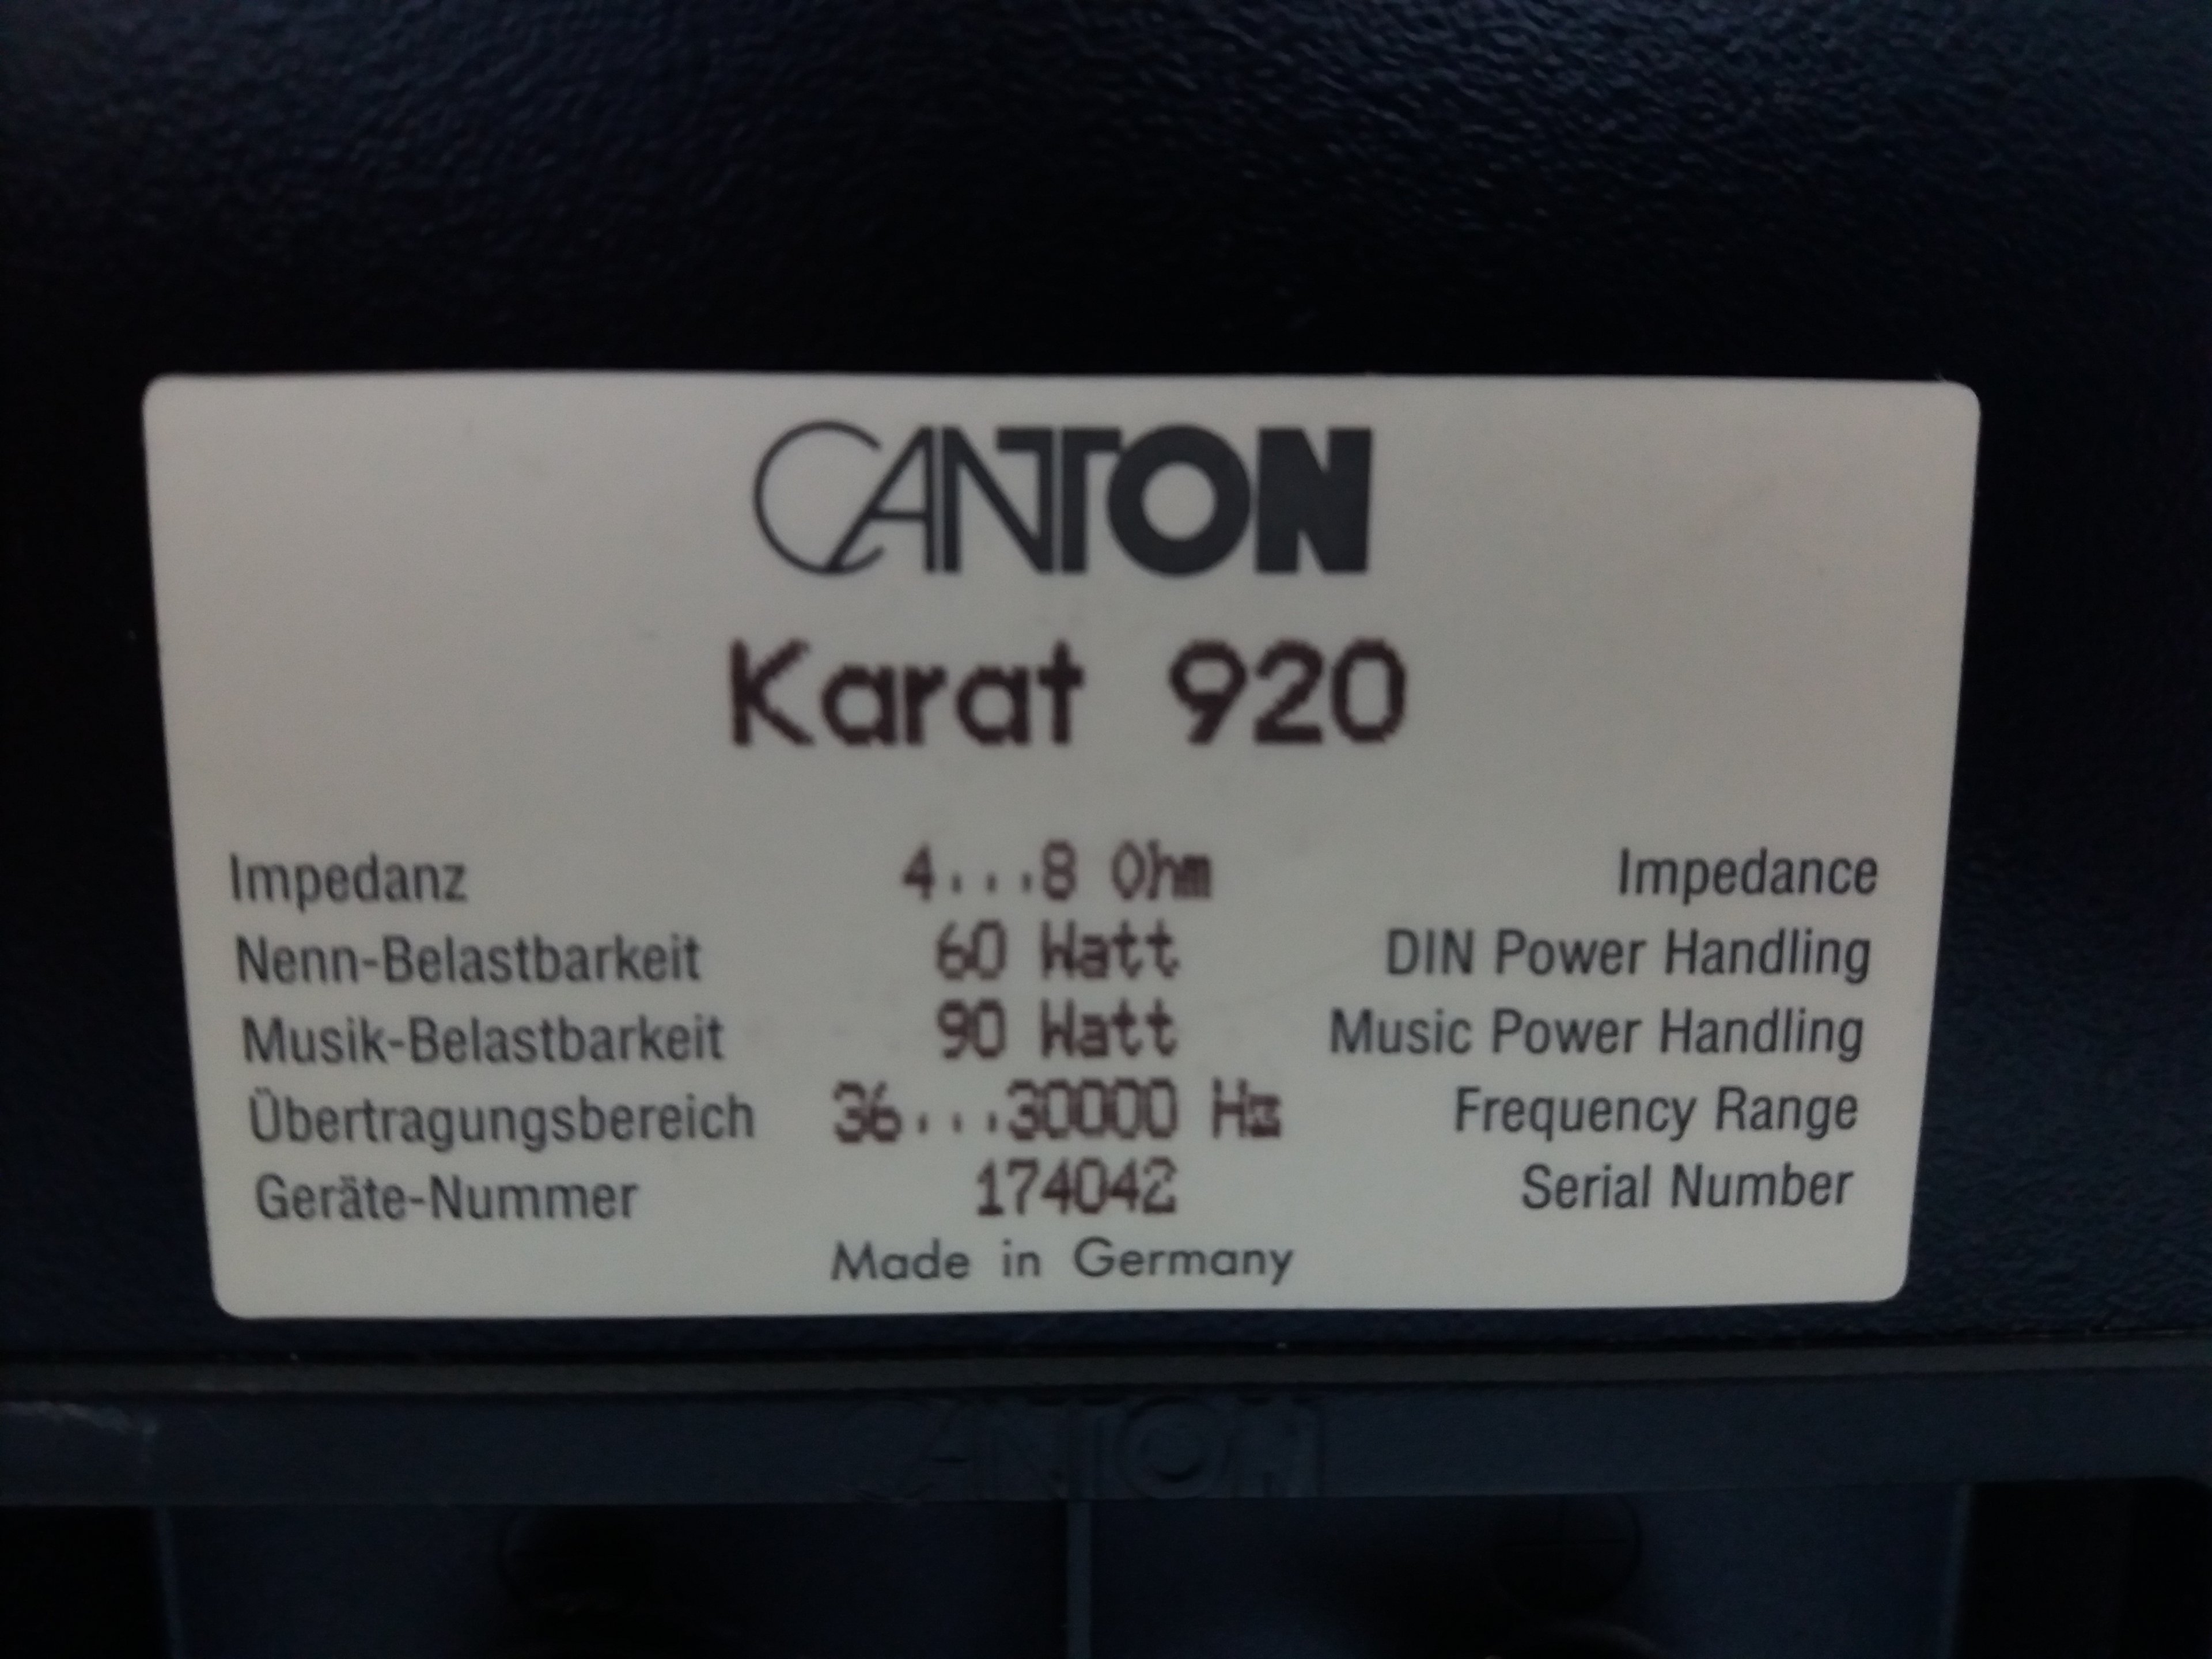 CANTON
Karat 920
Impedanz 4...8 Ohm Impedance
Nenn-Belastbarkeit 60 Watt DIN Power Handling
Musik-Belastbarkeit 90 Watt Music Power Handling
Übertragungsbereich 36...30000 Hz Frequency Range
Geräte-Nummer 174042 Serial Number
Made in Germany
CANTON